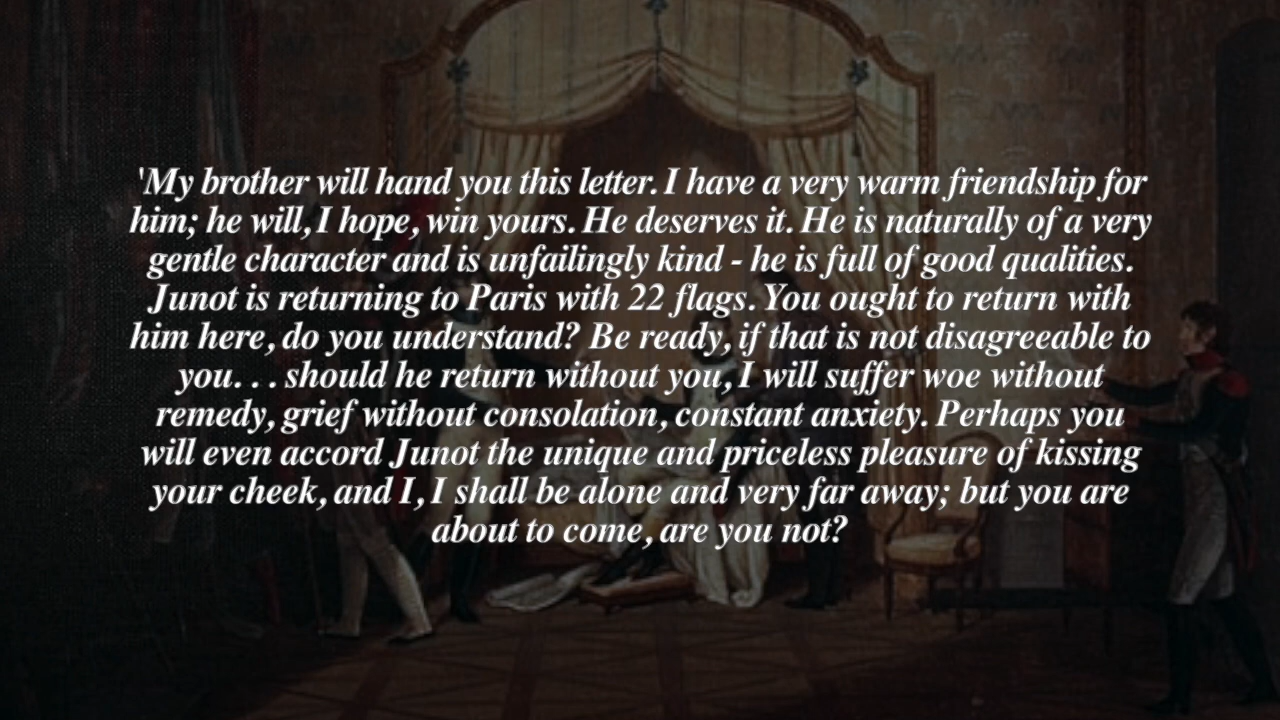 'My brother will hand you this letter. I have a very warm friendship for
him; he will, I hope, win yours. He deserves it. He is naturally of a very
gentle character and is unfailingly kind - he is full of good qualities.
Junot is returning to Paris with 22 flags. You ought to return with
him here, do you understand? Be ready, if that is not disagreeable to
you. . . should he return without you, I will suffer woe without
remedy, grief without consolation, constant anxiety. Perhaps you
will even accord Junot the unique and priceless pleasure of kissing
your cheek, and I, I shall be alone and very far away; but you are
about to come, are you not?